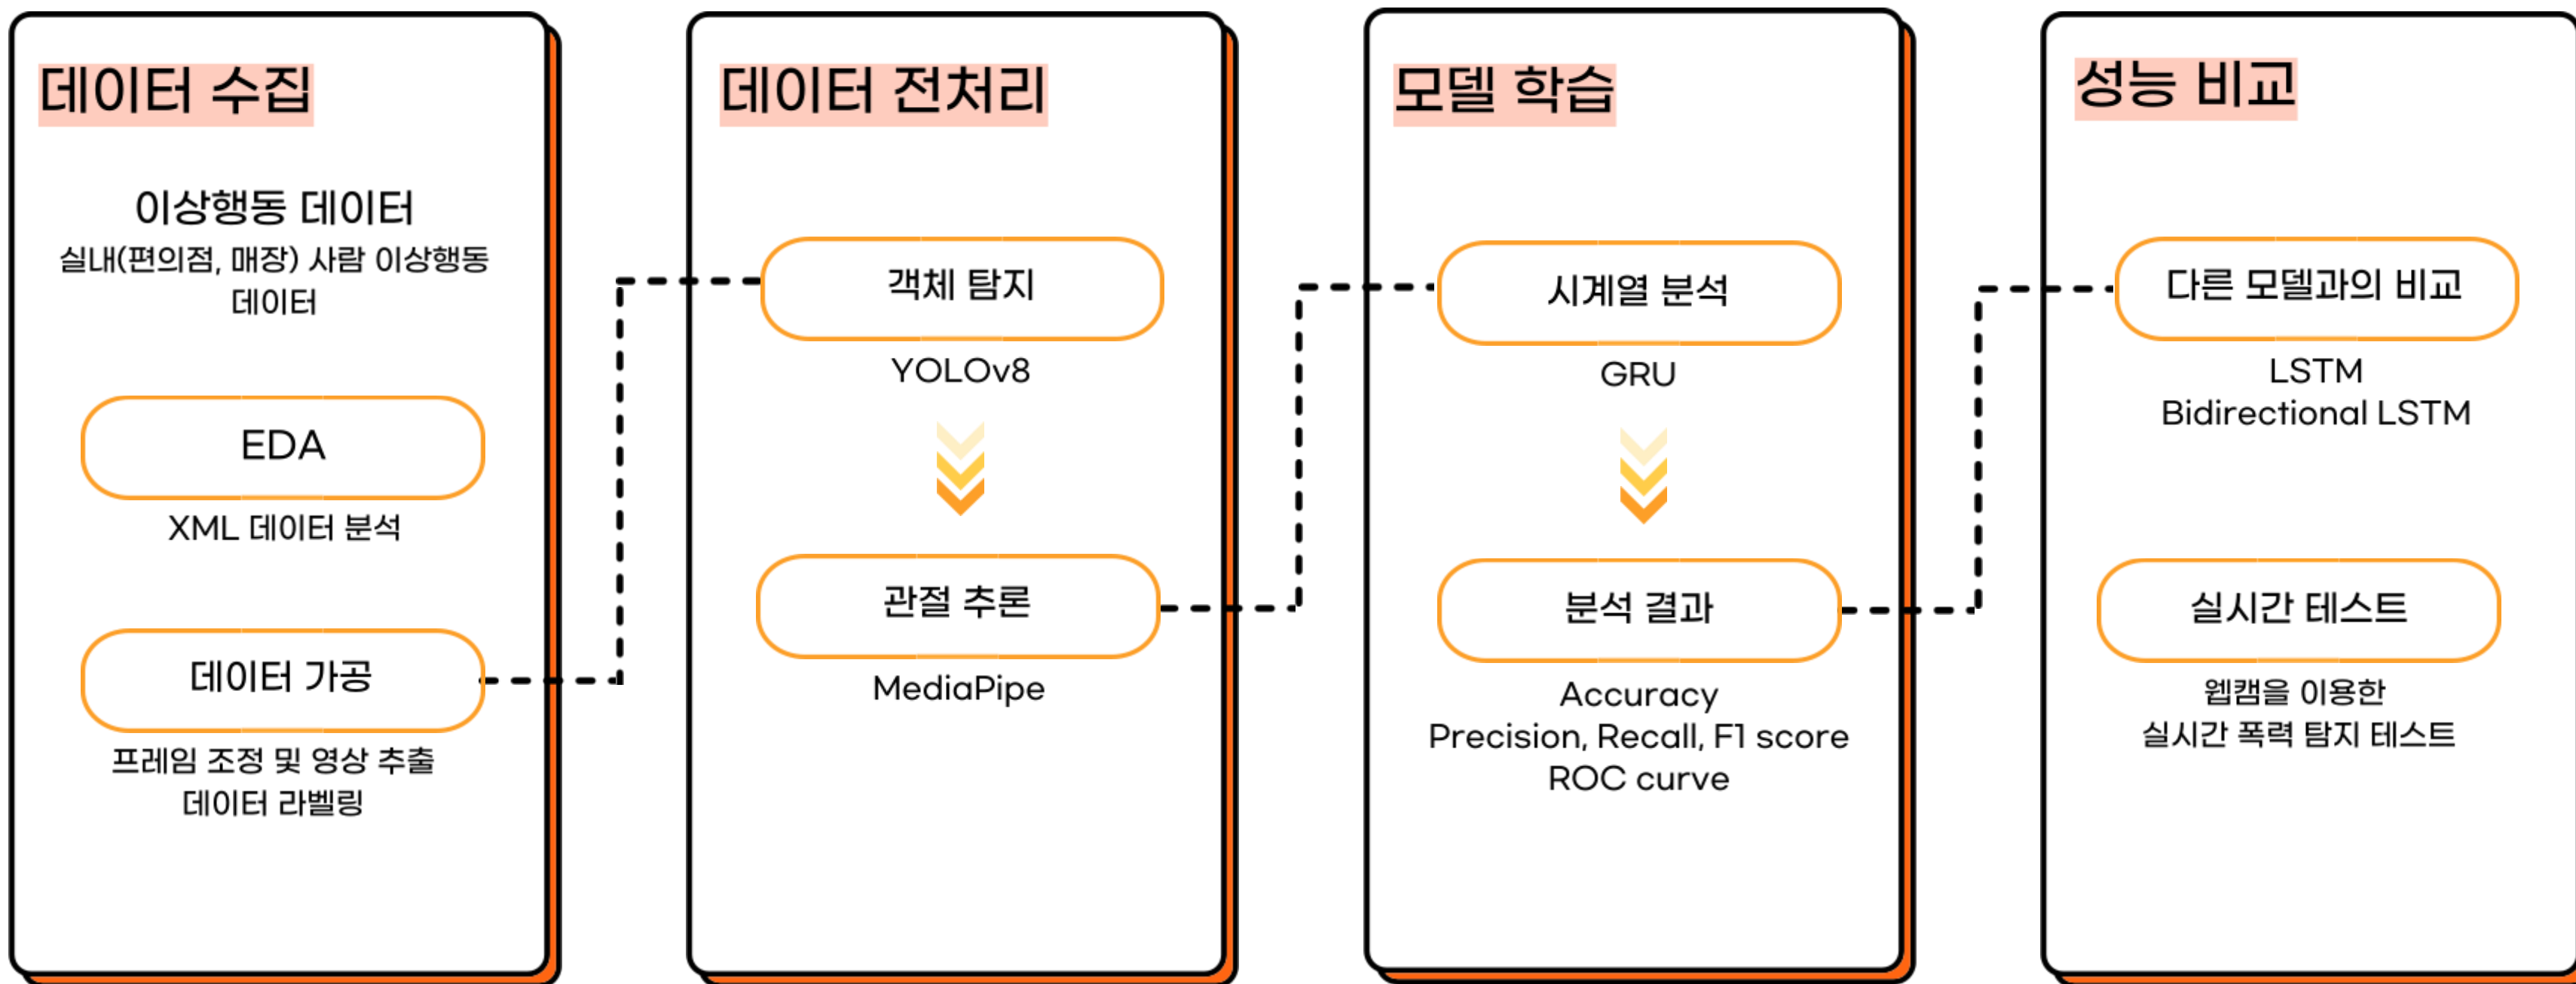 데이터 수집
이상행동 데이터
실내(편의점, 매장) 사람 이상행동
데이터
EDA
XML 데이터 분석
데이터 가공
프레임 조정 및 영상 추출
데이터 라벨링
데이터 전처리
객체 탐지
YOLOv8
관절 추론
MediaPipe
모델 학습
시계열 분석
GRU
분석 결과
Accuracy
Precision, Recall, F1 score
ROC curve
성능 비교
다른 모델과의 비교
LSTM
Bidirectional LSTM
실시간 테스트
웹캠을 이용한
실시간 폭력 탐지 테스트